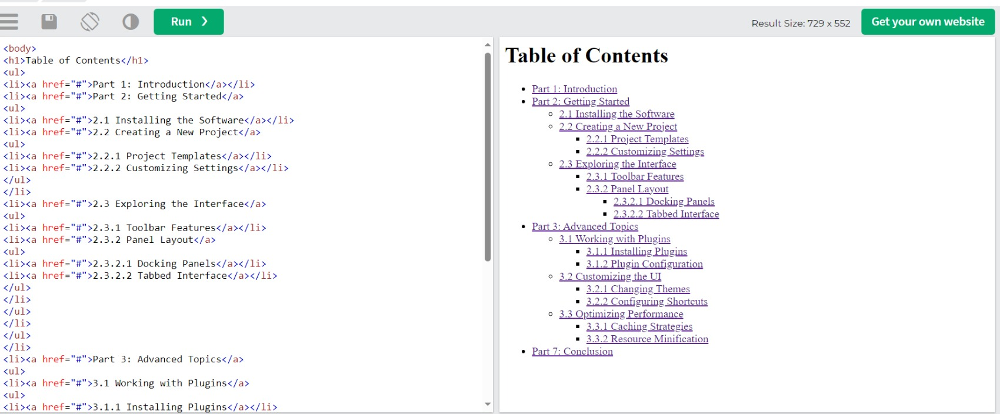 Run ❯
Result Size: 729 x 552
Get your own website
<body>
<h1>Table of Contents</h1>
<ul>
<li><a href="#">Part 1: Introduction</a></li>
<li><a href="#">Part 2: Getting Started</a>
<ul>
<li><a href="#">2.1 Installing the Software</a></li>
<li><a href="#">2.2 Creating a New Project</a>
<ul>
<li><a href="#">2.2.1 Project Templates</a></li>
<li><a href="#">2.2.2 Customizing Settings</a></li>
</ul>
</li>
<li><a href="#">2.3 Exploring the Interface</a>
<ul>
<li><a href="#">2.3.1 Toolbar Features</a></li>
<li><a href="#">2.3.2 Panel Layout</a>
<ul>
<li><a href="#">2.3.2.1 Docking Panels</a></li>
<li><a href="#">2.3.2.2 Tabbed Interface</a></li>
</ul>
</li>
</ul>
</li>
</ul>
</li>
<li><a href="#">Part 3: Advanced Topics</a>
<ul>
<li><a href="#">3.1 Working with Plugins</a>
<ul>
<li><a href="#">3.1.1 Installing Plugins</a></li>
Table of Contents
Part 1: Introduction
Part 2: Getting Started
2.1 Installing the Software
2.2 Creating a New Project
2.2.1 Project Templates
2.2.2 Customizing Settings
2.3 Exploring the Interface
2.3.1 Toolbar Features
2.3.2 Panel Layout
2.3.2.1 Docking Panels
2.3.2.2 Tabbed Interface
Part 3: Advanced Topics
3.1 Working with Plugins
3.1.1 Installing Plugins
3.1.2 Plugin Configuration
3.2 Customizing the UI
3.2.1 Changing Themes
3.2.2 Configuring Shortcuts
3.3 Optimizing Performance
3.3.1 Caching Strategies
3.3.2 Resource Minification
Part 7: Conclusion